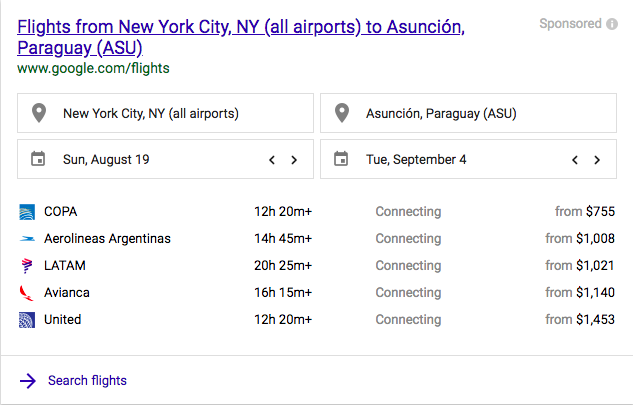 Flights from New York City, NY (all airports) to Asunción,
Paraguay (ASU)
Sponsored
www.google.com/flights
New York City, NY (all airports) Asunción, Paraguay (ASU)
Sun, August 19 < > Tue, September 4 < >
COPA 12h 20m+ Connecting from $755
Aerolineas Argentinas 14h 45m+ Connecting from $1,008
LATAM 20h 25m+ Connecting from $1,021
Avianca 16h 15m+ Connecting from $1,140
United 12h 20m+ Connecting from $1,453
Search flights